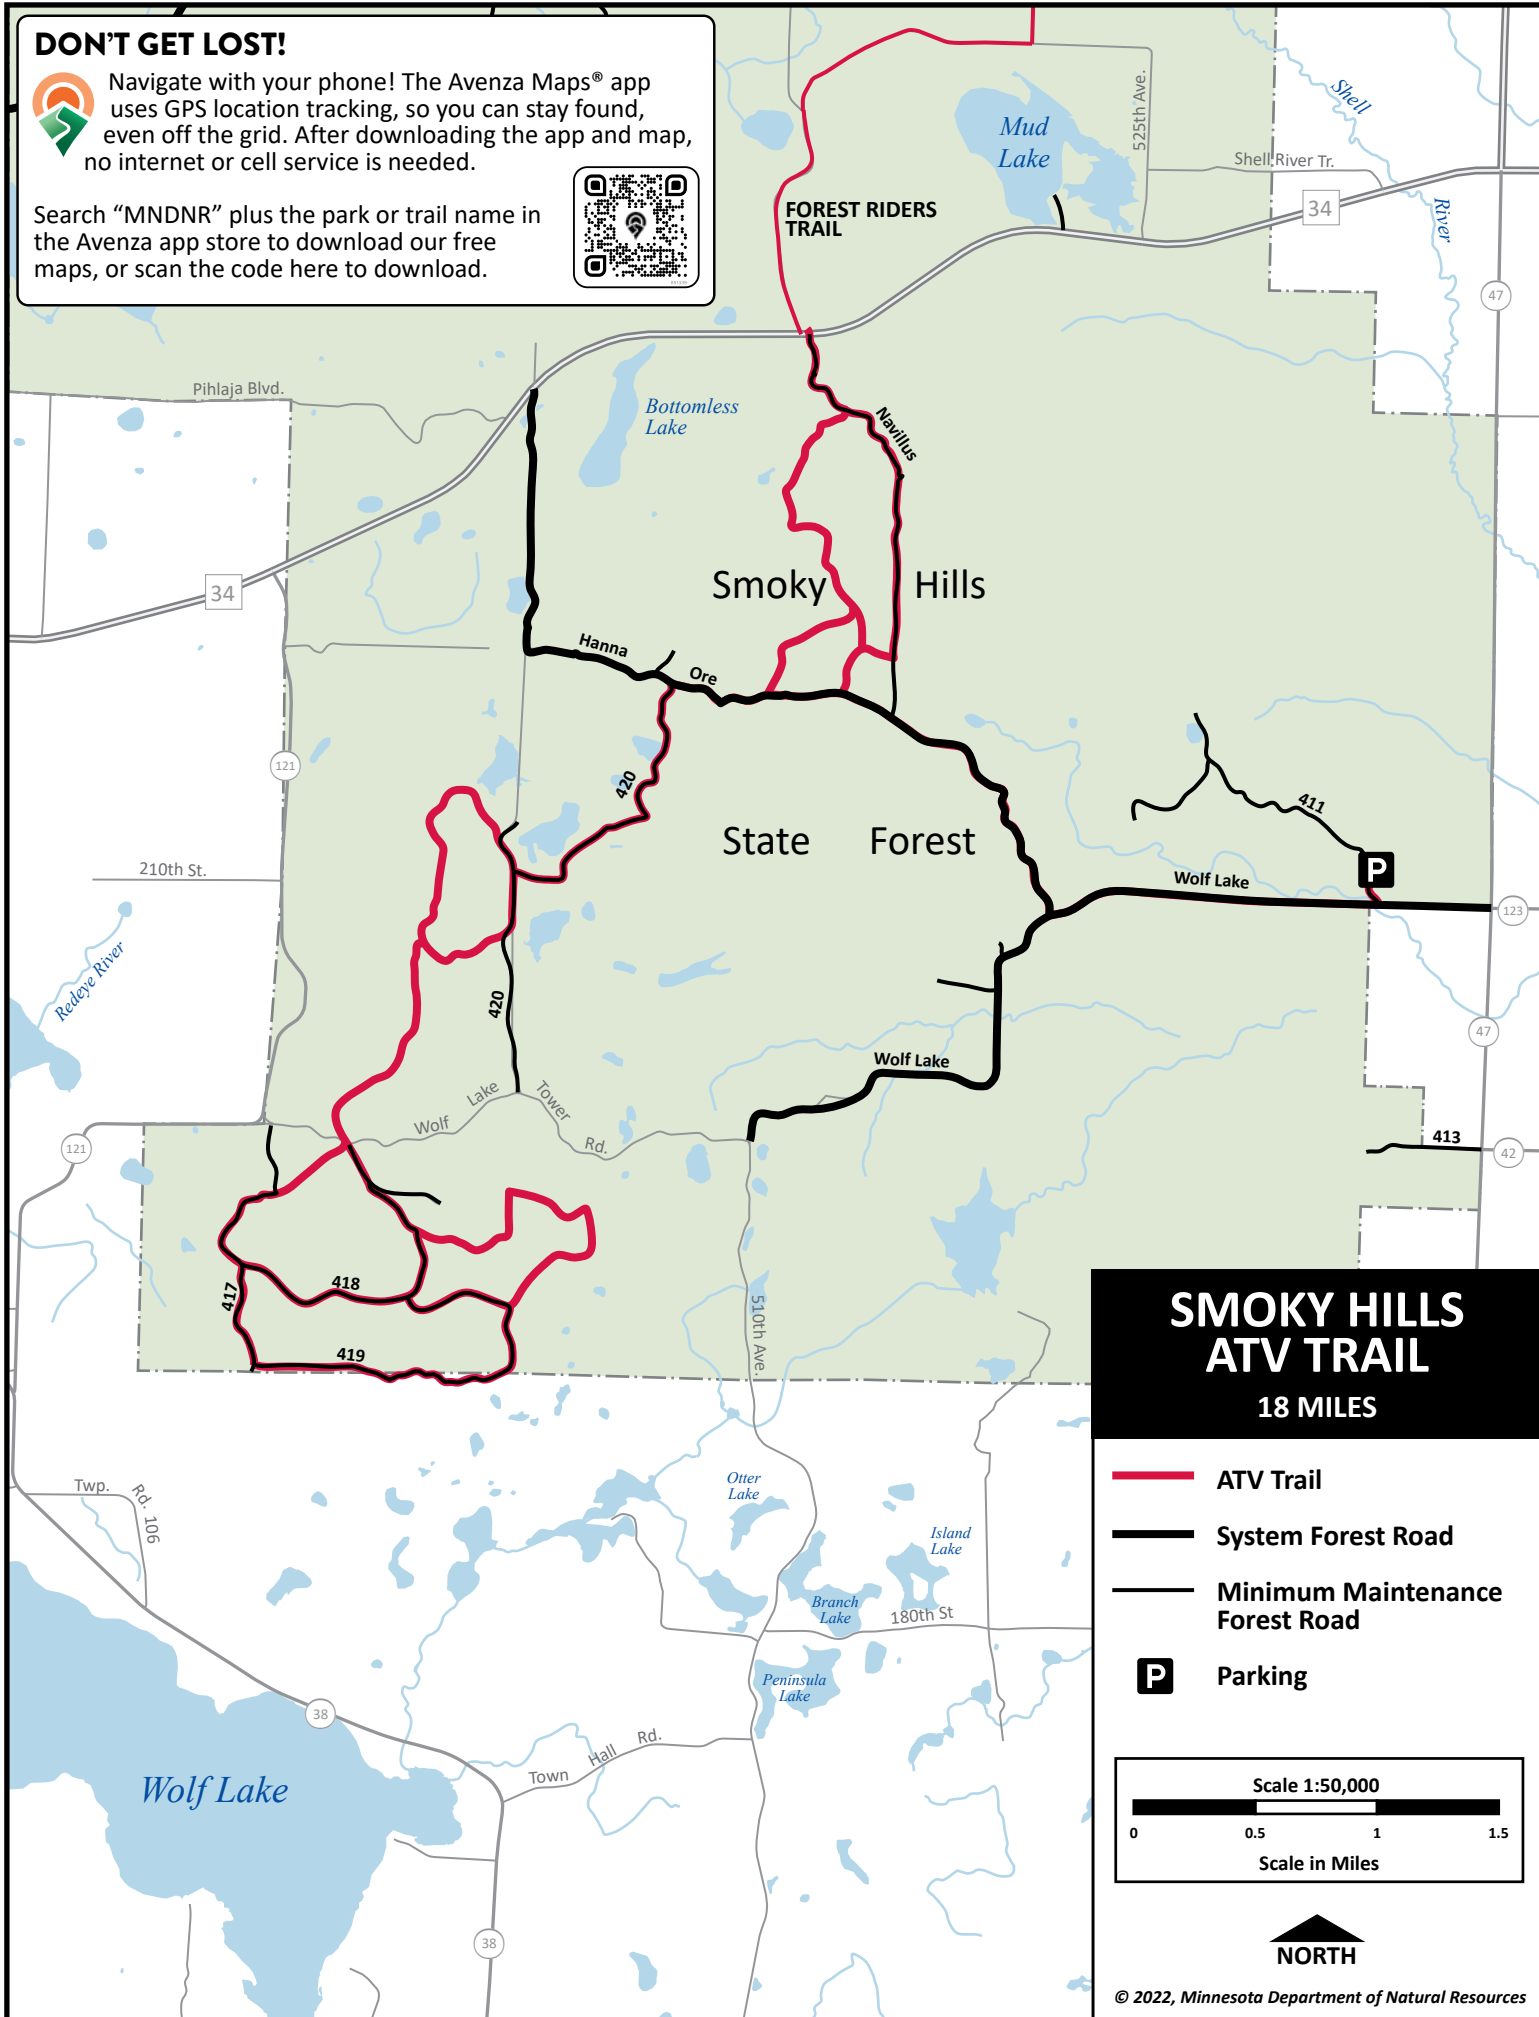 DON'T GET LOST!
Navigate with your phone! The Avenza Maps® app
uses GPS location tracking, so you can stay found,
even off the grid. After downloading the app and map,
no internet or cell service is needed.
Search “MNDNR” plus the park or trail name in
the Avenza app store to download our free
maps, or scan the code here to download.
Mud
Lake
525th Ave.
Shell
River
Shell River Tr.
34
FOREST RIDERS
TRAIL
47
Pihlaja Blvd.
Bottomless
Lake
Navillus
34
Smoky Hills
Hanna
Ore
121
420
State Forest
411
P
210th St.
Wolf Lake
123
Redeye River
420
47
Wolf Lake
Wolf Lake Tower Rd.
121
413
42
418
417
510th Ave.
419
SMOKY HILLS
ATV TRAIL
18 MILES
Twp. Rd. 106
Otter
Lake
Island
Lake
Branch
Lake
180th St
Peninsula
Lake
38
Town Hall Rd.
Wolf Lake
38
ATV Trail
System Forest Road
Minimum Maintenance
Forest Road
P Parking
Scale 1:50,000
0 0.5 1 1.5
Scale in Miles
NORTH
© 2022, Minnesota Department of Natural Resources